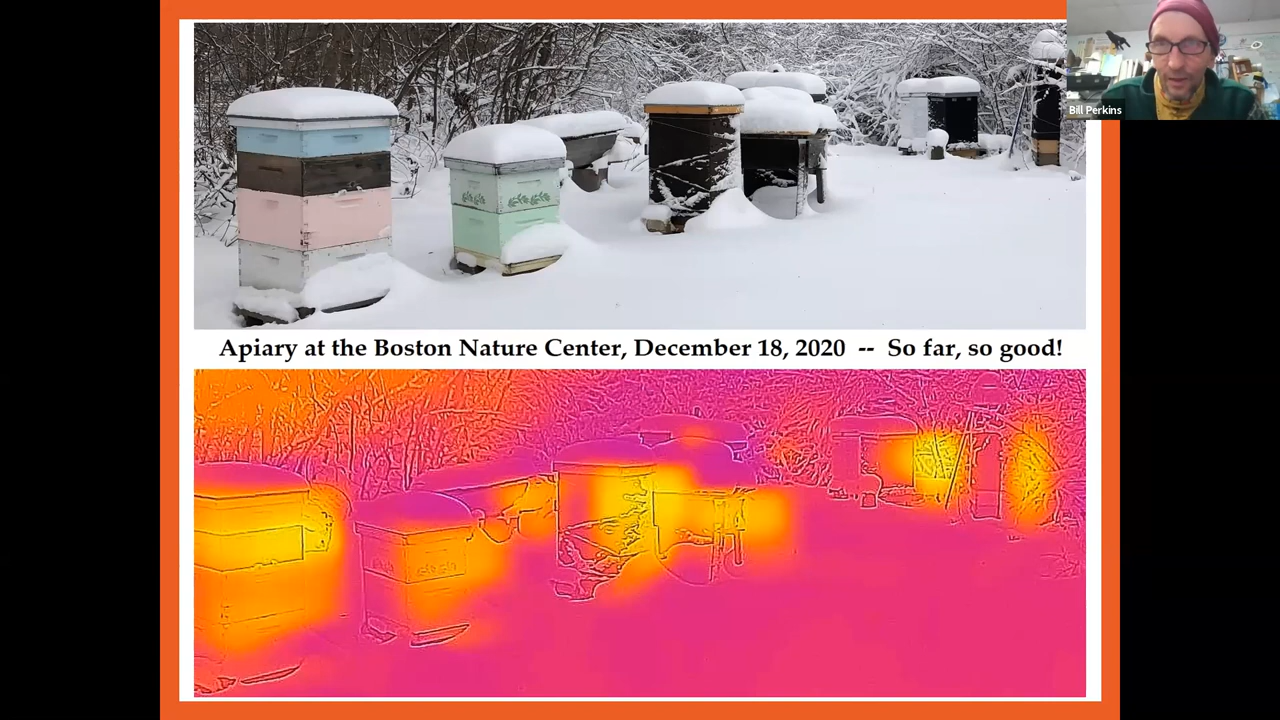 Bill Perkins
Apiary at the Boston Nature Center, December 18, 2020 -- So far, so good!